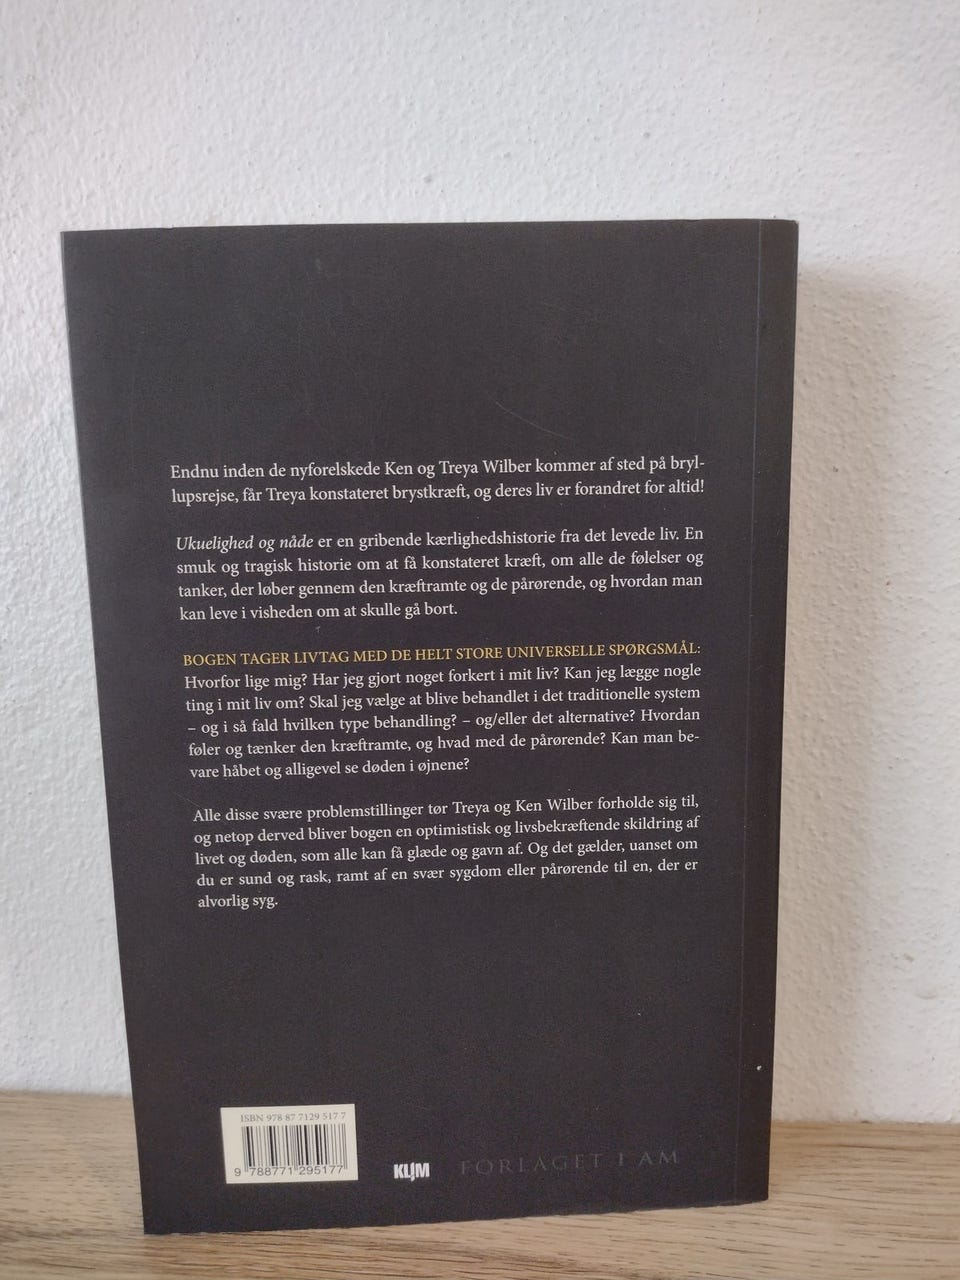 Endnu inden de nyforelskede Ken og Treya Wilber kommer af sted på bryl-
lupsrejse, får Treya konstateret brystkræft, og deres liv er forandret for altid!
Ukuelighed og nåde er en gribende kærlighedshistorie fra det levede liv. En
smuk og tragisk historie om at få konstateret kræft, om alle de følelser og
tanker, der løber gennem den kræftramte og de pårørende, og hvordan man
kan leve i visheden om at skulle gå bort.
BOGEN TAGER LIVTAG MED DE HELT STORE UNIVERSELLE SPØRGSMÅL:
Hvorfor lige mig? Har jeg gjort noget forkert i mit liv? Kan jeg lægge nogle
ting i mit liv om? Skal jeg vælge at blive behandlet i det traditionelle system
– og i så fald hvilken type behandling? – og/eller det alternative? Hvordan
føler og tænker den kræftramte, og hvad med de pårørende? Kan man be-
vare håbet og alligevel se døden i øjnene?
Alle disse svære problemstillinger tør Treya og Ken Wilber forholde sig til,
og netop derved bliver bogen en optimistisk og livsbekræftende skildring af
livet og døden, som alle kan få glæde og gavn af. Og det gælder, uanset om
du er sund og rask, ramt af en svær sygdom eller pårørende til en, der er
alvorlig syg.
ISBN 978 87 7129 517 7
9 788771 295177
KLIM
FORLAGET I AM